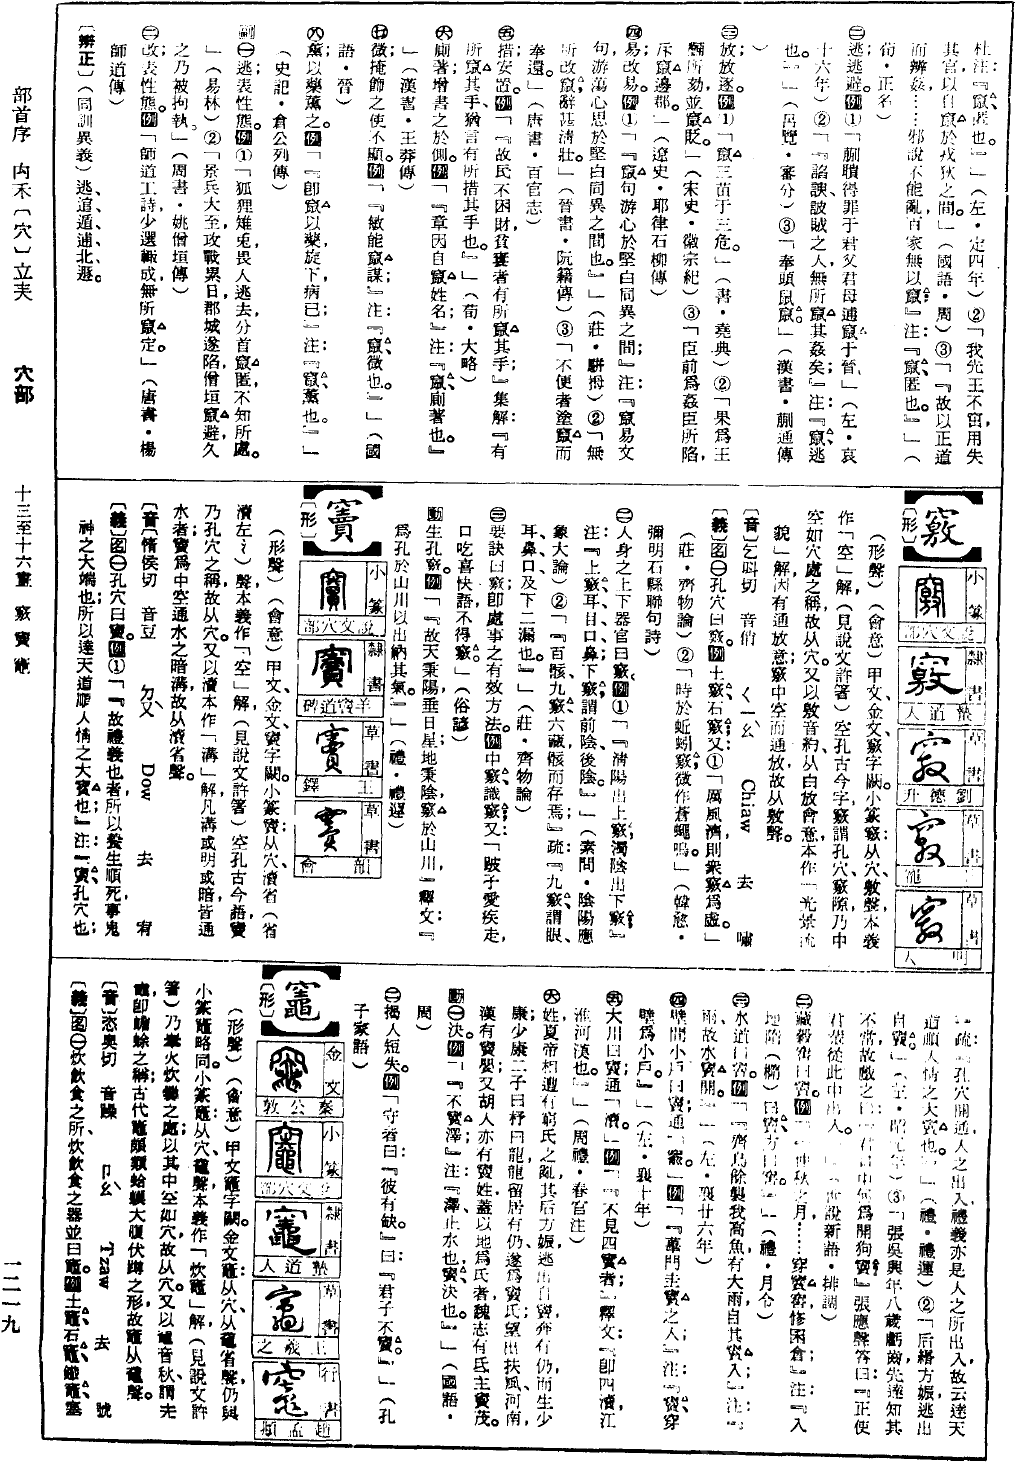 杜注:『竄匿也。』」(左・定四年)②「我先王不窋用失
其官以自竄於戎狄之間。」(國語・周)③「『故以正道
而辨姦……邪說不能亂百家無以竄』注:『竄匿也。』」(
荀・正名)
㊁逃避。例①「蒯聵得罪于君父君母逋竄于晉」(左・哀
十六年)②「『諂諛詖賊之人無所竄其姦矣』注:『竄逃
也。』」(呂覽・審分)③「奉頭鼠竄。」(漢書・蒯通傳
)
㊂放放逐。例①「竄三苗于三危。」(書・堯典)②「果爲王
黼所劾並竄貶。」(宋史・徽宗紀)③「臣前爲姦臣所陷,
斥竄邊郡。」(遼史・耶律石柳傳)
㊃易改易。例①「『竄句游心於堅白同異之間』注:『竄易文
句,游蕩心思於堅白同異之間也。』」(莊・騈拇)②「無
所改竄辭甚清壯。」(晉書・阮籍傳)③「不便者塗竄而
奉還。」(唐書・百官志)
㊄措安措。例「『故民不困財貧窶者有所竄其手』集解:『有
所竄其手猶言有所措其手也。』」(荀・大略)
㊅廁著增書之於側。例「『章因自竄姓名』注:『竄廁著也。』
」(漢書・王莽傳)
㊆微掩飾之使不顯。例「『敏能竄謀』注:『竄微也。』」(國
語・晉)
㊇薰以藥薰之。例「『卽竄以藥旋下,病已』注:『竄薰也。』」
(史記・倉公列傳)
副㊀逃表性態。例①「狐狸雉兎畏人逃去分首竄匿不知所處。
」(易林)②「景兵大至攻戰累日郡城遂陷僧垣竄避久
之乃被拘執。」(周書・姚僧垣傳)
㊁改表性態。例「師道工詩少選輒成無所竄定。」(唐書・楊
師道傳)
〔辨正〕(同訓異義)逃、逭、遁、逋、北、遯。
【竅】
〔形〕
小篆 說文穴部
隸書 槃道人
草書 劉德升
草書
草書 明人
(形聲)(會意)甲文、金文竅字闕。小篆竅:从穴,敫聲本義
作「空」解(見說文許箸)空孔古今字竅謂孔穴竅隙乃中
空如穴處之稱,故从穴。又以敫音約从白放會意本作「光景流
貌」解因有通放意竅中空而通放故从敫聲。
〔音〕乞叫切 音俏 ㄑㄧㄠˋ Chiaw 去 嘯
〔義〕名㊀孔穴曰竅。例土竅石竅又①「厲風濟則衆竅爲虛。」
(莊・齊物論)②「時於蚯蚓竅微作蒼蠅鳴。」(韓愈・
彌明石縣聯句詩)
㊁人身之上下器官曰竅。例①「『清陽出上竅濁陰出下竅』
注:『上竅耳目口鼻下竅謂前陰後陰。』」(素問・陰陽應
象大論)②「『百骸九竅六藏賅而存焉』疏:『九竅謂眼、
耳鼻口及下二漏也。』」(莊・齊物論)
㊂要訣曰竅卽處事之有效方法。例中竅識竅又「皴子愛疾走,
口吃喜快語不得竅。」(俗諺)
動生孔竅。例「『故天秉陽垂日星地秉陰竅於山川』釋文:『
爲孔於山川以出納其氣。』」(禮・禮運)
【竇】
〔形〕
小篆 說文穴部
隸書 羊竇道碑
草書 王鐸
草書 韻會
(形聲)(會意)甲文、金文竇字闕。小篆竇:从穴,瀆省(省
瀆左氵)聲本義作「空」解(見說文許箸)空孔古今語竇
乃孔穴之稱,故从穴。又以瀆本作「溝」解凡溝或明或暗皆通
水者;竇爲中空通水之暗溝,故从瀆省聲。
〔音〕惰侯切 音豆 ㄉㄡˋ Dow 去 宥
〔義〕名㊀孔穴曰竇。例①「『故禮義也者所以養生順死事鬼
神之大端也,所以達天道順人情之大竇也』注:『竇孔穴也;
』疏:『孔穴開通人之出入,禮義亦是人之所出入故云達天
道順人情之大竇也。』」(禮・禮運)②「后緡方娠逃出
自竇。」(左・昭元年)③「張吳興年八歲虧齒先達知其
不常故戲之曰:『君口中何爲開狗竇』張應聲答曰:『正使
君輩從此中出入。』」(世說新語・排調)
㊁藏穀窖曰竇。例「『仲秋之月……穿竇窖修囷倉』注:『入
地隋(橢)曰竇方曰窖。』」(禮・月令)
㊂水道曰竇。例「『齊烏餘襲我高魚有大雨自其竇入』注:『
雨故水竇開。』」(左・襄廿六年)
㊃壁間小戶曰竇通「竇」例「『蓽門圭竇之人』注:『竇穿
壁爲小戶。』」(左・襄十年)
㊄大川曰竇通「瀆。」例「『不見四竇者』釋文:『卽四瀆江
淮河漢也。』」(周禮・春官注)
㊅姓夏帝相遭有窮氏之亂其后方娠逃出自竇奔有仍,而生少
康少康二子曰杼曰龍龍留居有仍遂爲竇氏望出扶風河南,
漢有竇嬰又胡人亦有竇姓蓋以地爲氏者魏志有氐主竇茂。
動㊀決。例「『不竇澤』注:『澤止水也;竇決也。』」(國語・
周)
㊁揭人短失。例「守者曰:『彼有缺。』曰:『君子不竇。』」(孔
子家語)
【竈】
〔形〕
金文 秦公敦
小篆 說文穴部
隸書 槃道人
草書 王羲之
行書 趙孟頫
(形聲)(會意)甲文竈字闕。金文竈:从穴从鼀省聲,仍與
小篆竈略同。小篆竈:从穴,鼀聲本義作「炊竈」解(見說文許
箸)乃舉火炊爨之處;以其中空如穴,故从穴。又以鼀音秋,謂尤
鼀卽蟾蜍之稱,古代竈頗類蛤蟆大腹伏蹲之形故竈从鼀聲。
〔音〕恣奧切 音躁 ㄗㄠˋ Tzaw 去 號
〔義〕名㊀炊飲食之所炊飲食之器並曰竈。例土竈、石竈、鐵竈塞
部首序 內禾〔穴〕立夫 穴部 十三至十六畫 竅 竇 竈
一二一九